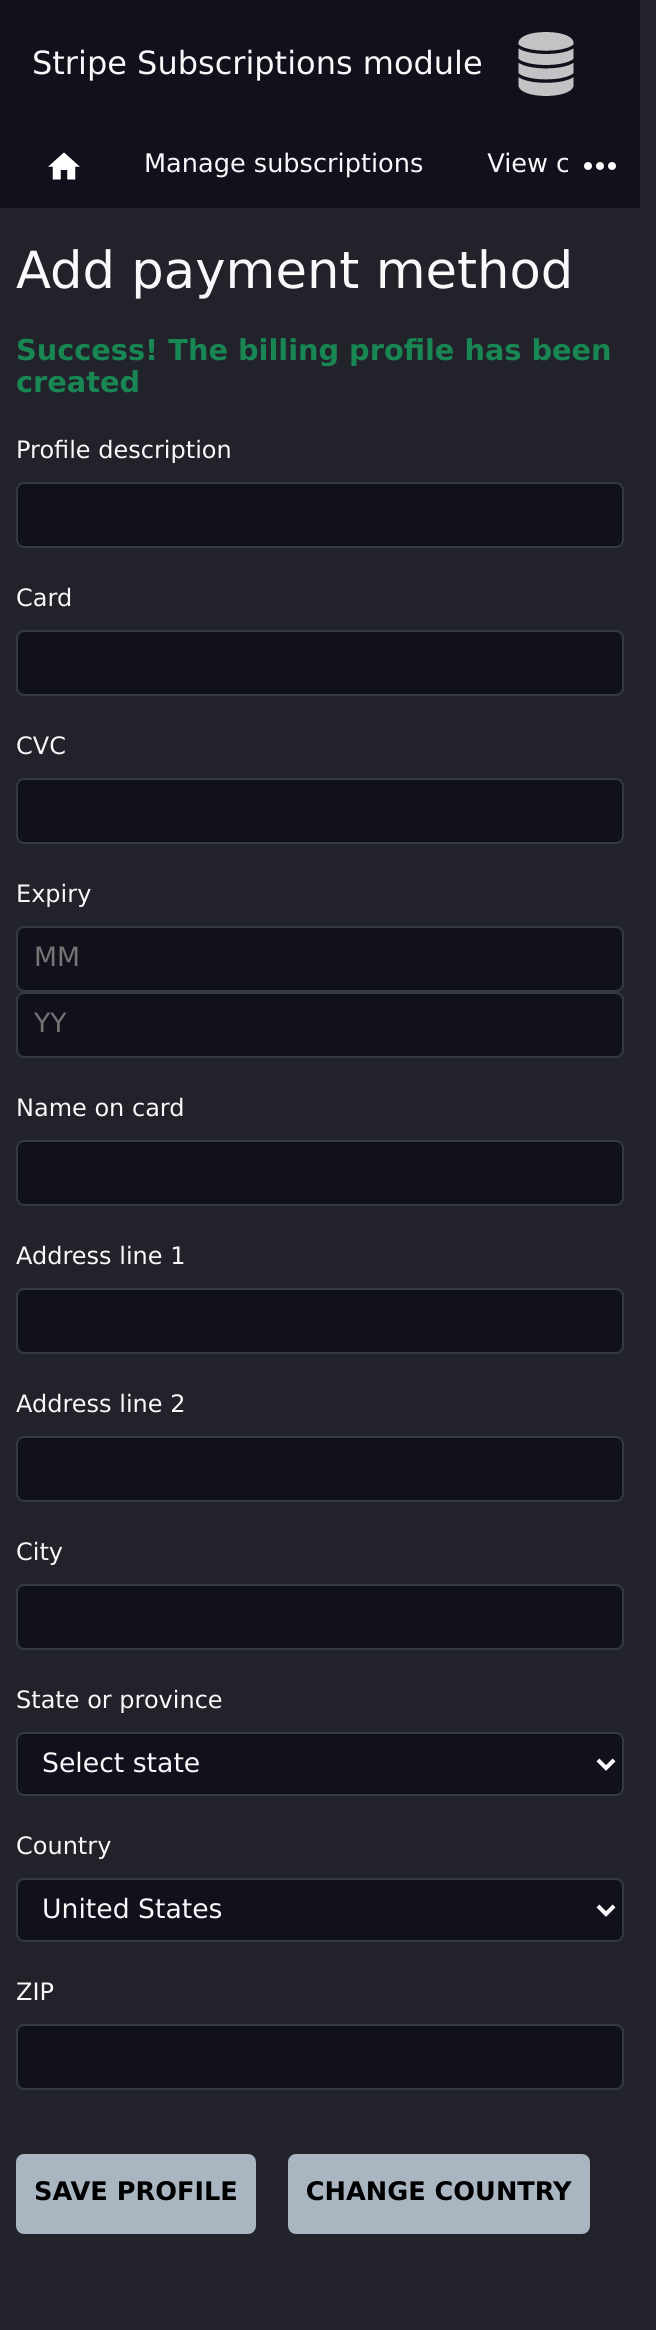 Stripe Subscriptions module
Manage subscriptions View c
Add payment method
Success! The billing profile has been
created
Profile description
Card
CVC
Expiry
MM
YY
Name on card
Address line 1
Address line 2
City
State or province
Select state
Country
United States
ZIP
SAVE PROFILE CHANGE COUNTRY